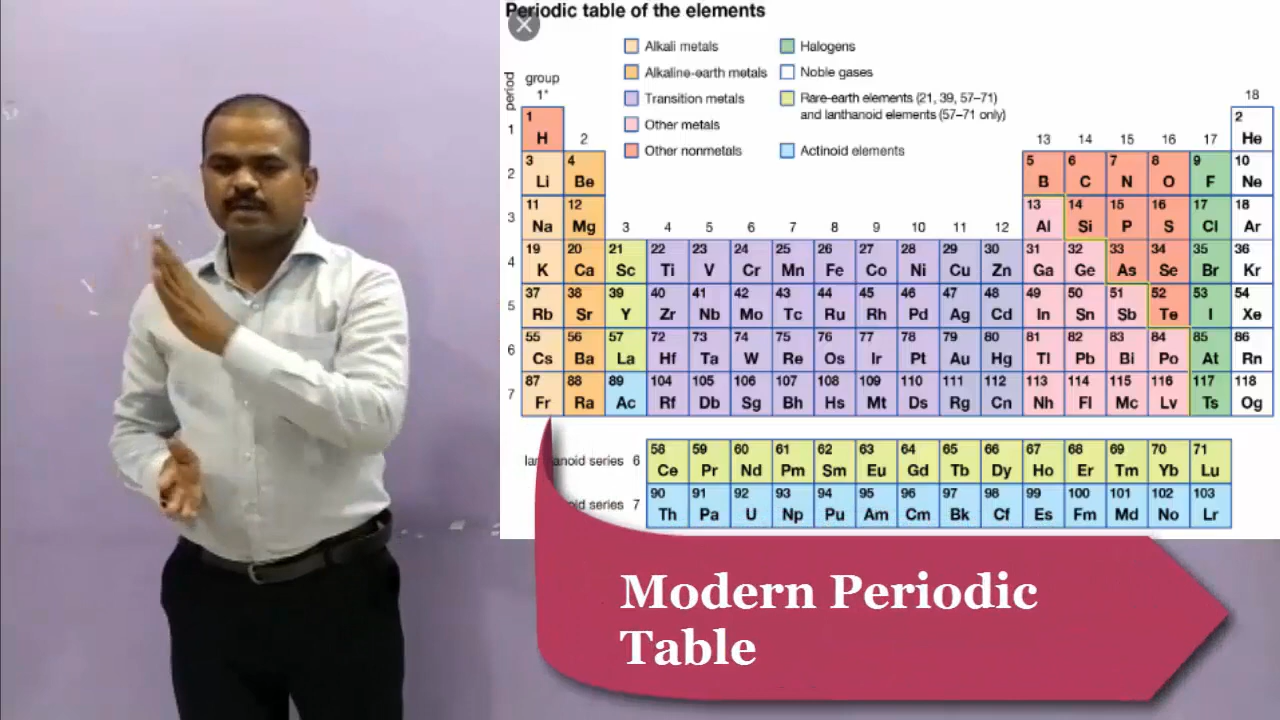 Periodic table of the elements
Alkali metals
Halogens
Alkaline-earth metals
Noble gases
Transition metals
Rare-earth elements (21, 39, 57–71)
and lanthanoid elements (57–71 only)
Other metals
Other nonmetals
Actinoid elements
period
group
1* 18
1 2
1 H 2 He
2 13 14 15 16 17
3 4 5 6 7 8 9 10
2 Li Be B C N O F Ne
11 12 13 14 15 16 17 18
3 Na Mg 3 4 5 6 7 8 9 10 11 12 Al Si P S Cl Ar
19 20 21 22 23 24 25 26 27 28 29 30 31 32 33 34 35 36
4 K Ca Sc Ti V Cr Mn Fe Co Ni Cu Zn Ga Ge As Se Br Kr
37 38 39 40 41 42 43 44 45 46 47 48 49 50 51 52 53 54
5 Rb Sr Y Zr Nb Mo Tc Ru Rh Pd Ag Cd In Sn Sb Te I Xe
55 56 57 72 73 74 75 76 77 78 79 80 81 82 83 84 85 86
6 Cs Ba La Hf Ta W Re Os Ir Pt Au Hg Tl Pb Bi Po At Rn
87 88 89 104 105 106 107 108 109 110 111 112 113 114 115 116 117 118
7 Fr Ra Ac Rf Db Sg Bh Hs Mt Ds Rg Cn Nh Fl Mc Lv Ts Og
58 59 60 61 62 63 64 65 66 67 68 69 70 71
series 6 Ce Pr Nd Pm Sm Eu Gd Tb Dy Ho Er Tm Yb Lu
90 91 92 93 94 95 96 97 98 99 100 101 102 103
series 7 Th Pa U Np Pu Am Cm Bk Cf Es Fm Md No Lr
Modern Periodic
Table